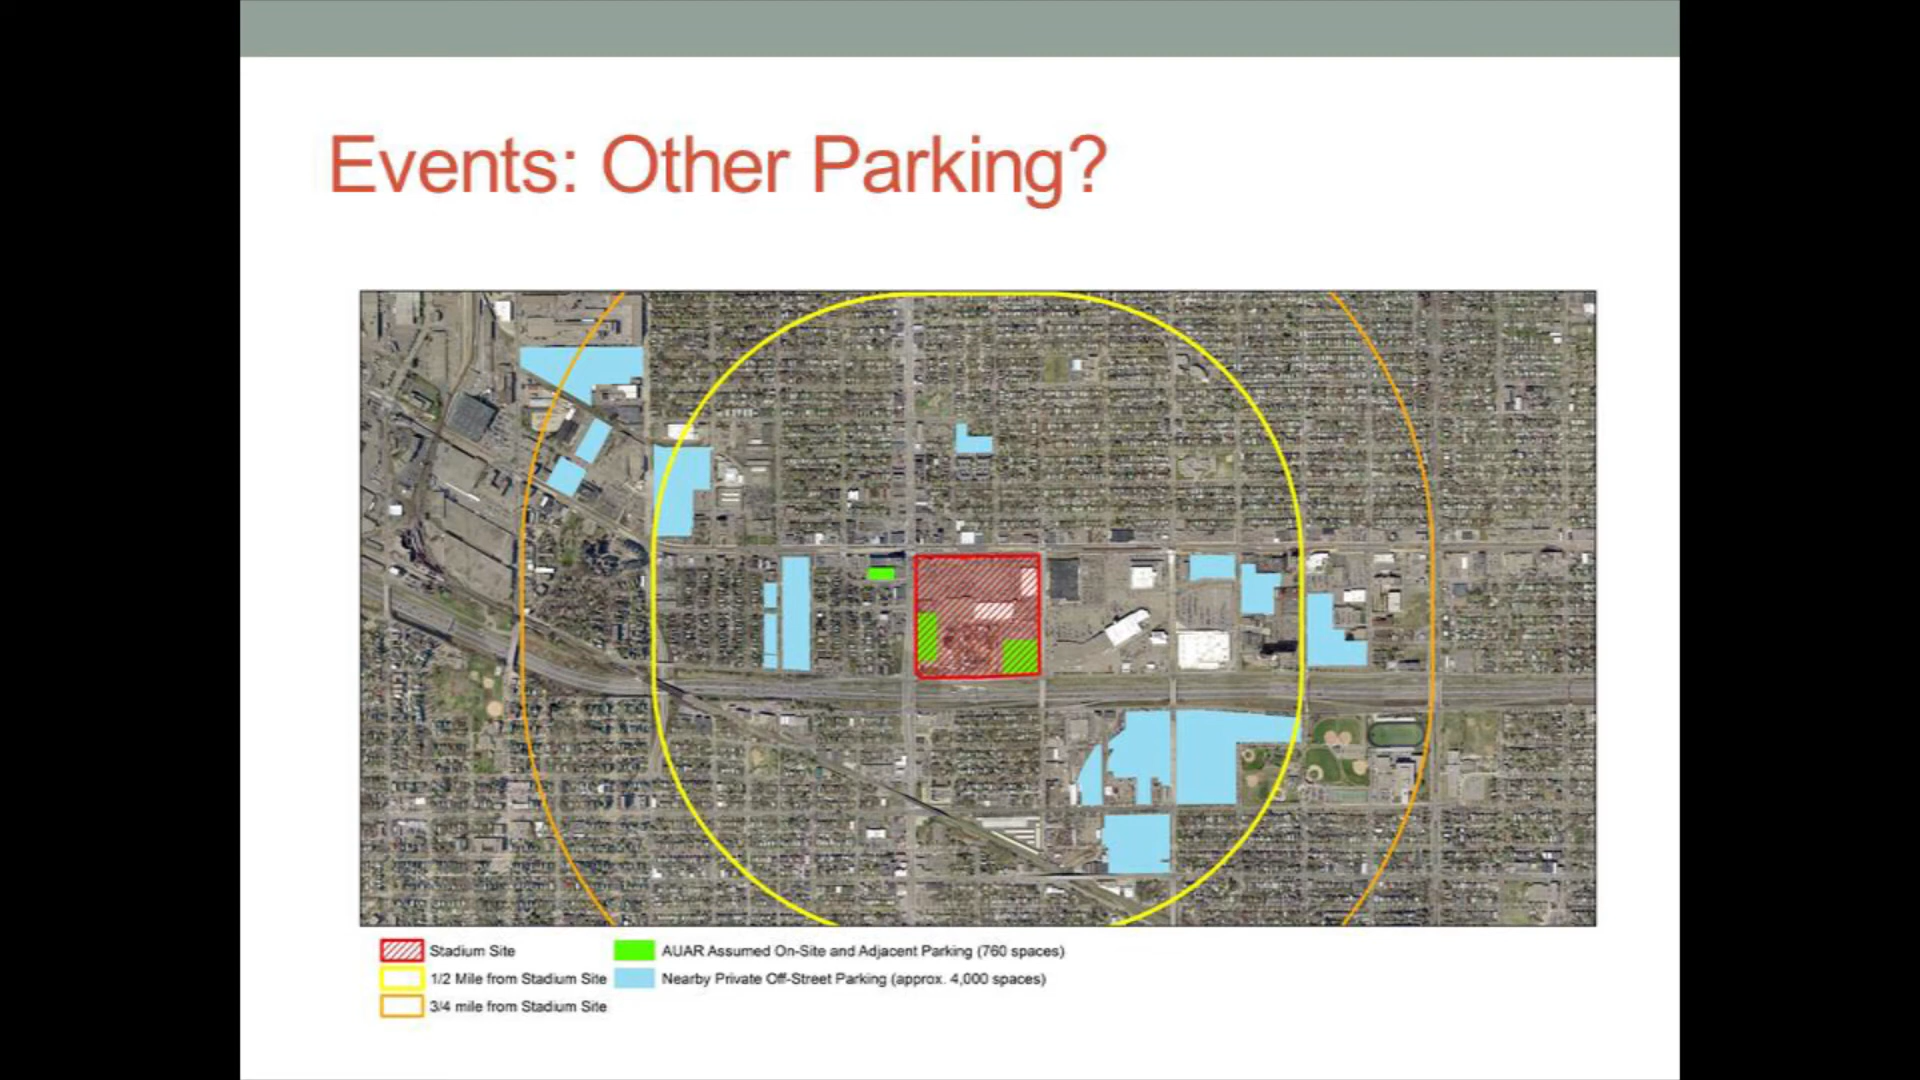 Events: Other Parking?
Stadium Site
AUAR Assumed On-Site and Adjacent Parking (760 spaces)
1/2 Mile from Stadium Site
Nearby Private Off-Street Parking (approx. 4,000 spaces)
3/4 mile from Stadium Site